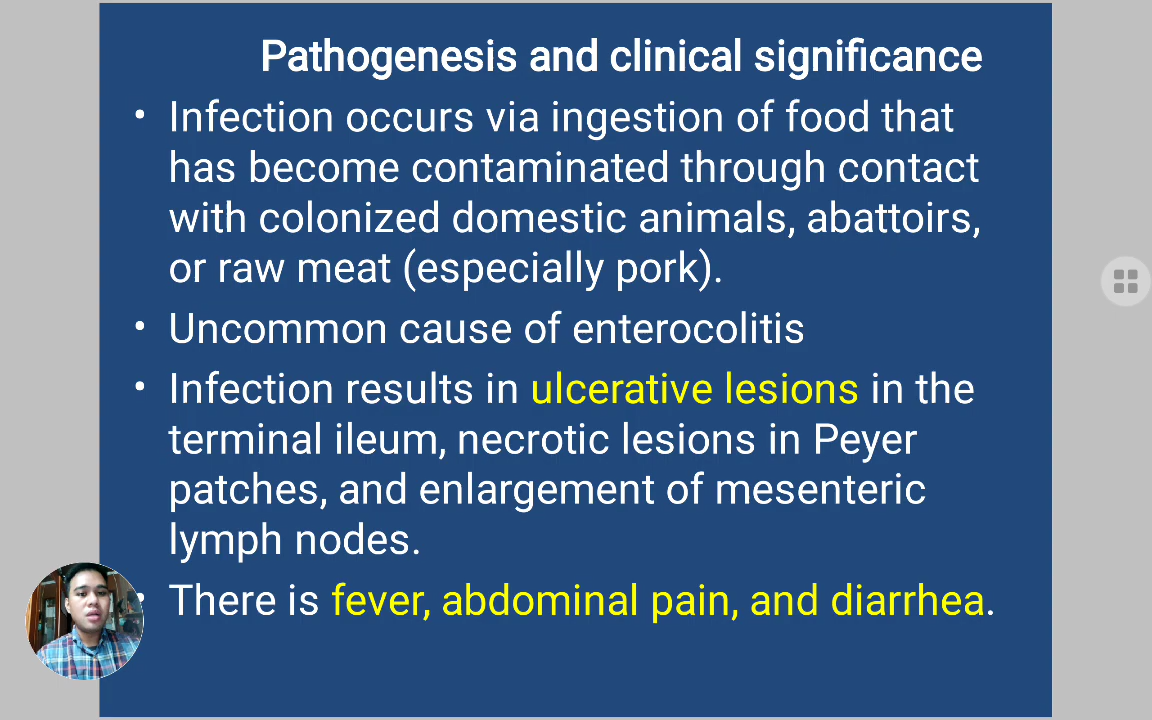 Pathogenesis and clinical significance
• Infection occurs via ingestion of food that
has become contaminated through contact
with colonized domestic animals, abattoirs,
or raw meat (especially pork).
• Uncommon cause of enterocolitis
• Infection results in ulcerative lesions in the
terminal ileum, necrotic lesions in Peyer
patches, and enlargement of mesenteric
lymph nodes.
• There is fever, abdominal pain, and diarrhea.